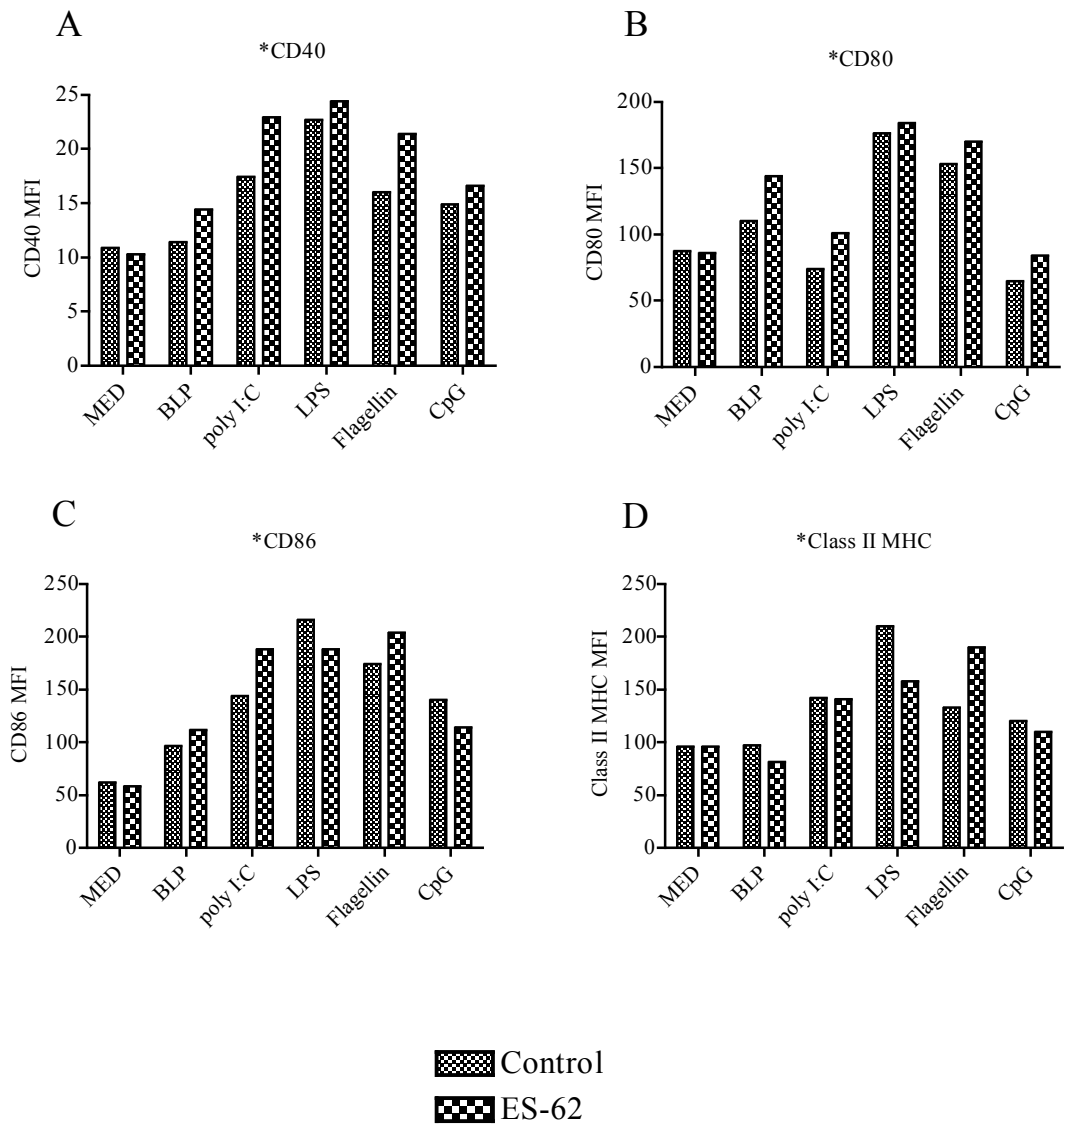 A
*CD40
CD40 MFI
25
20
15
10
5
0
MED
BLP
poly I:C
LPS
Flagellin
CpG
B
*CD80
CD80 MFI
200
150
100
50
0
MED
BLP
poly I:C
LPS
Flagellin
CpG
C
*CD86
CD86 MFI
250
200
150
100
50
0
MED
BLP
poly I:C
LPS
Flagellin
CpG
D
*Class II MHC
Class II MHC MFI
250
200
150
100
50
0
MED
BLP
poly I:C
LPS
Flagellin
CpG
Control
ES-62